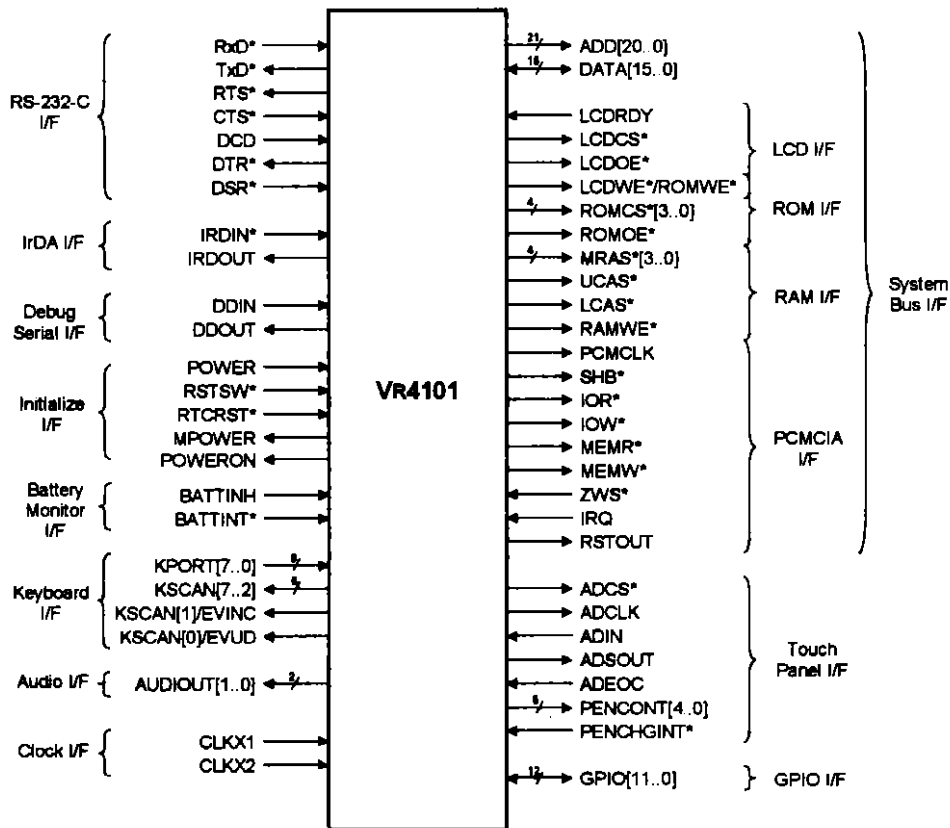 RS-232-C
I/F
RxD*
TxD*
RTS*
CTS*
DCD
DTR*
DSR*
IrDA I/F
IRDIN*
IRDOUT
Debug
Serial I/F
DDIN
DDOUT
Initialize
I/F
POWER
RSTSW*
RTCRST*
MPOWER
POWERON
Battery
Monitor
I/F
BATTINH
BATTINT*
Keyboard
I/F
KPORT[7..0]
8
KSCAN[7..2]
KSCAN[1]/EVINC
KSCAN[0]/EVUD
Audio I/F
AUDIOUT[1..0]
2
Clock I/F
CLKX1
CLKX2
VR4101
21
ADD[20..0]
16
DATA[15..0]
LCDRDY
LCDCS*
LCDOE*
LCDWE*/ROMWE*
4
ROMCS*[3..0]
ROMOE*
4
MRAS*[3..0]
UCAS*
LCAS*
RAMWE*
PCMCLK
SHB*
IOR*
IOW*
MEMR*
MEMW*
ZWS*
IRQ
RSTOUT
LCD I/F
ROM I/F
RAM I/F
PCMCIA
I/F
System
Bus I/F
ADCS*
ADCLK
ADIN
ADSOUT
ADEOC
PENCONT[4..0]
PENCHGINT*
Touch
Panel I/F
12
GPIO[11..0]
GPIO I/F